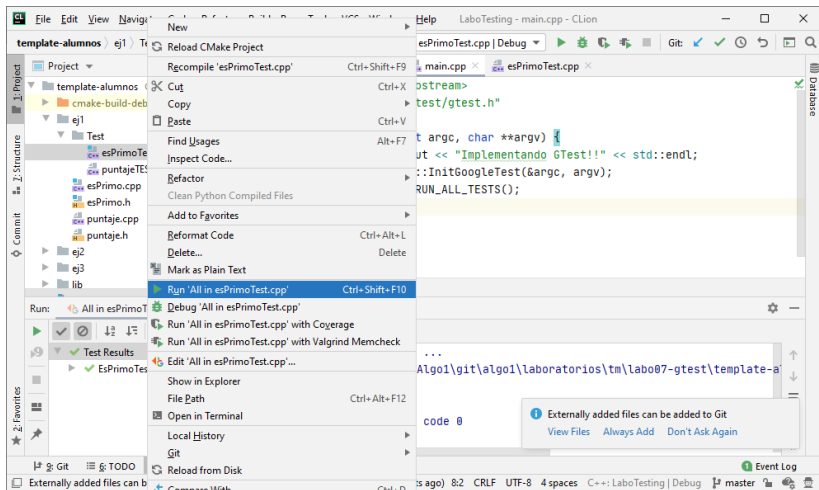 File Edit View Help LaboTesting - main.cpp - CLion
template-alumnos ej1 esPrimoTest.cpp | Debug Git:
Project
main.cpp
esPrimoTest.cpp
1: Project
7: Structure
Commit
2: Favorites
Database
template-alumnos
cmake-build-deb
ej1
Test
esPrimoTe
puntajeTES
esPrimo.cpp
esPrimo.h
puntaje.cpp
puntaje.h
ej2
ej3
lib
New
Reload CMake Project
Recompile 'esPrimoTest.cpp' Ctrl+Shift+F9
Cut Ctrl+X
Copy
Paste Ctrl+V
Find Usages Alt+F7
Inspect Code...
Refactor
Clean Python Compiled Files
Add to Favorites
Reformat Code Ctrl+Alt+L
Delete... Delete
Mark as Plain Text
Run 'All in esPrimoTest.cpp' Ctrl+Shift+F10
Debug 'All in esPrimoTest.cpp'
Run 'All in esPrimoTest.cpp' with Coverage
Run 'All in esPrimoTest.cpp' with Valgrind Memcheck
Edit 'All in esPrimoTest.cpp'...
Show in Explorer
File Path Ctrl+Alt+F12
Open in Terminal
Local History
Git
Reload from Disk
Compare With... Ctrl+D
ostream>
test/gtest.h"
t argc, char **argv) {
ut << "Implementando GTest!!" << std::endl;
::InitGoogleTest(&argc, argv);
RUN_ALL_TESTS();
Run: All in esPrimoT
Test Results
EsPrimoTes
...
Algo1\git\algo1\laboratorios\tm\labo07-gtest\template-a
code 0
Externally added files can be added to Git
View Files Always Add Don't Ask Again
9: Git 6: TODO
1 Event Log
Externally added files can b
ts ago) 8:2 CRLF UTF-8 4 spaces C++: LaboTesting | Debug master